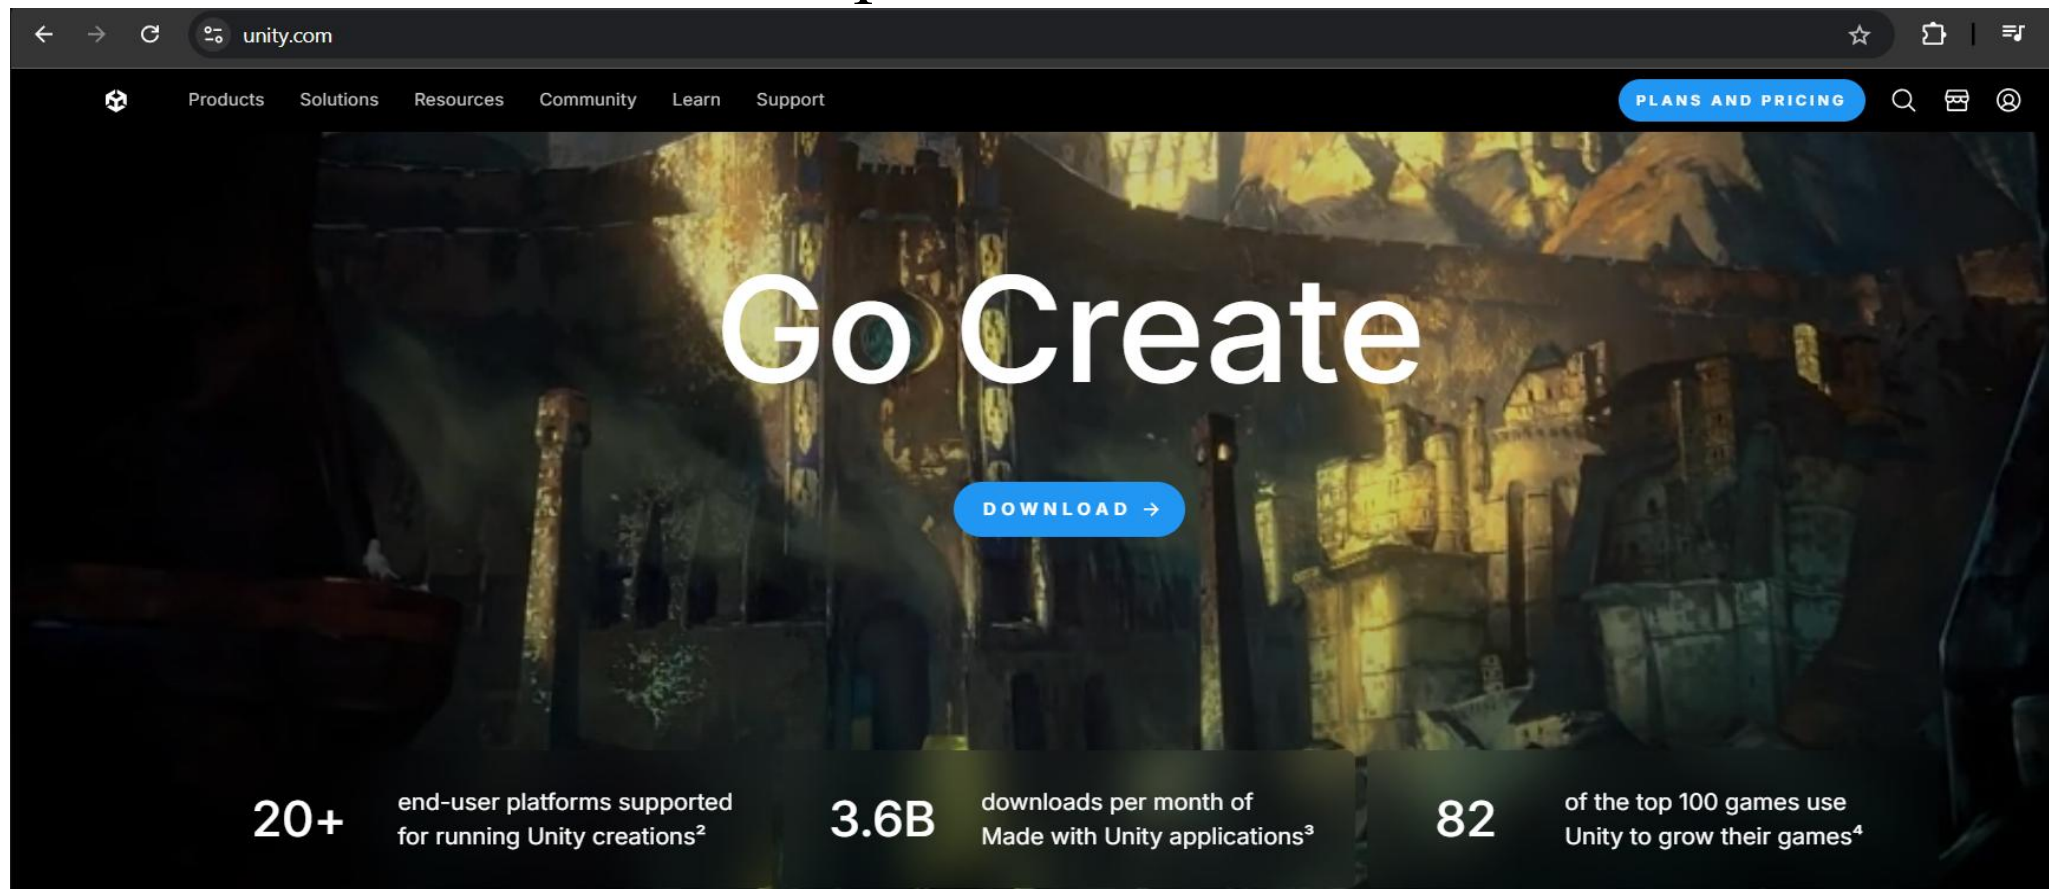 unity.com
Products Solutions Resources Community Learn Support PLANS AND PRICING
Go Create
DOWNLOAD →
20+ end-user platforms supported
for running Unity creations²
3.6B downloads per month of
Made with Unity applications³
82 of the top 100 games use
Unity to grow their games⁴